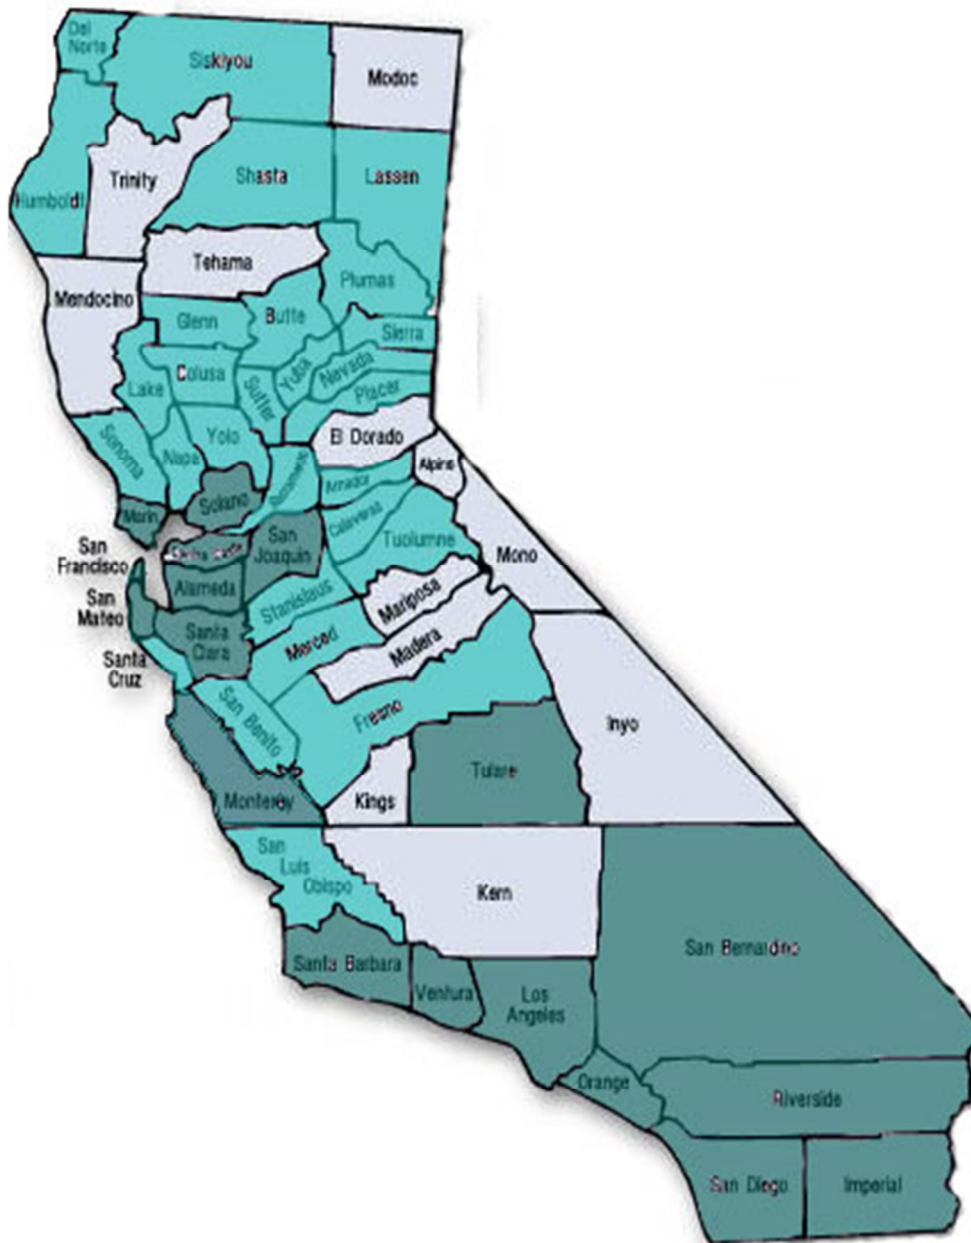 Del
Norte
Siskiyou
Modoc
Humboldt
Trinity
Shasta
Lassen
Tehama
Plumas
Mendocino
Glenn
Butte
Sierra
Lake
Colusa
Sutter
Yuba
Nevada
Placer
Sonoma
Napa
Yolo
El Dorado
Sacramento
Amador
Alpine
Marin
Solano
Calaveras
Tuolumne
Mono
San
Francisco
Contra Costa
San
Joaquin
Alameda
Stanislaus
Mariposa
San
Mateo
Santa
Clara
Merced
Madera
Santa
Cruz
San Benito
Fresno
Inyo
Monterey
Kings
Tulare
San
Luis
Obispo
Kern
San Bernardino
Santa Barbara
Ventura
Los
Angeles
Orange
Riverside
San Diego
Imperial